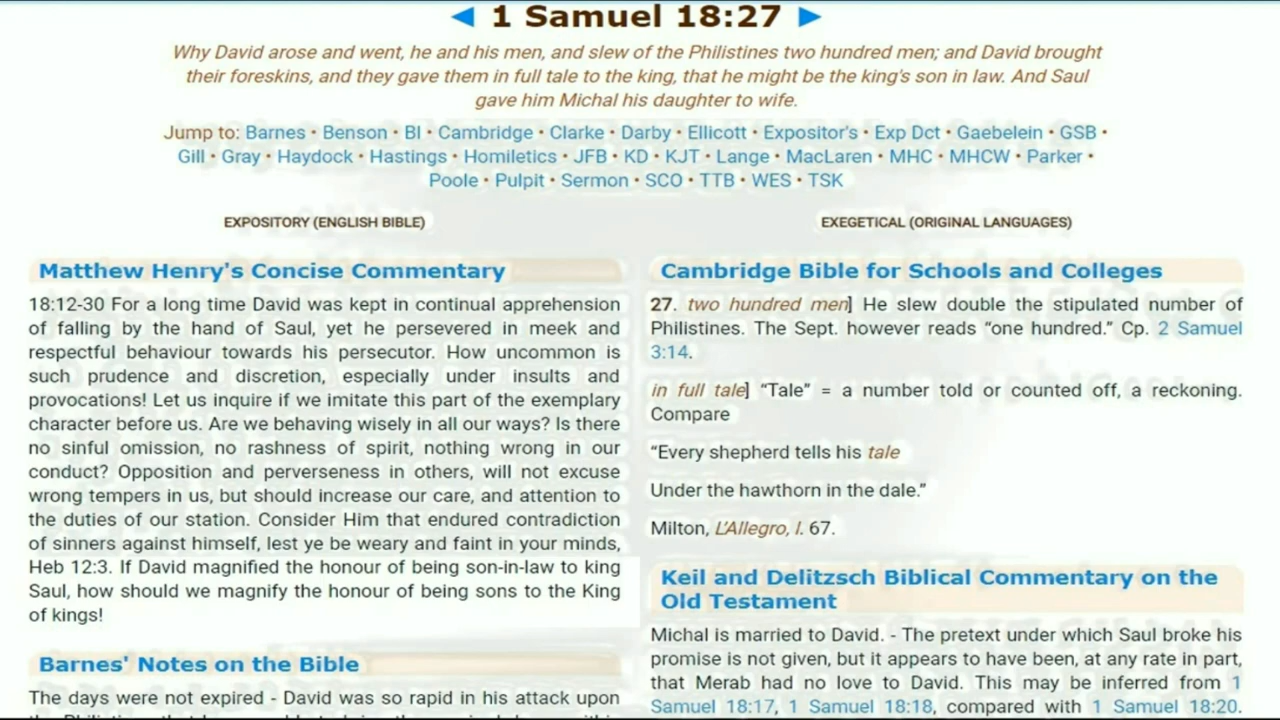 1 Samuel 18:27
Why David arose and went, he and his men, and slew of the Philistines two hundred men; and David brought
their foreskins, and they gave them in full tale to the king, that he might be the king's son in law. And Saul
gave him Michal his daughter to wife.
Jump to: Barnes • Benson • BI • Cambridge • Clarke • Darby • Ellicott • Expositor's • Exp Dct • Gaebelein • GSB •
Gill • Gray • Haydock • Hastings • Homiletics • JFB • KD • KJT • Lange • MacLaren • MHC • MHCW • Parker •
Poole • Pulpit • Sermon • SCO • TTB • WES • TSK
EXPOSITORY (ENGLISH BIBLE)
Matthew Henry's Concise Commentary
18:12-30 For a long time David was kept in continual apprehension
of falling by the hand of Saul, yet he persevered in meek and
respectful behaviour towards his persecutor. How uncommon is
such prudence and discretion, especially under insults and
provocations! Let us inquire if we imitate this part of the exemplary
character before us. Are we behaving wisely in all our ways? Is there
no sinful omission, no rashness of spirit, nothing wrong in our
conduct? Opposition and perverseness in others, will not excuse
wrong tempers in us, but should increase our care, and attention to
the duties of our station. Consider Him that endured contradiction
of sinners against himself, lest ye be weary and faint in your minds,
Heb 12:3. If David magnified the honour of being son-in-law to king
Saul, how should we magnify the honour of being sons to the King
of kings!
Barnes' Notes on the Bible
The days were not expired - David was so rapid in his attack upon
EXEGETICAL (ORIGINAL LANGUAGES)
Cambridge Bible for Schools and Colleges
27. two hundred men] He slew double the stipulated number of
Philistines. The Sept. however reads “one hundred.” Cp. 2 Samuel
3:14.
in full tale] “Tale” = a number told or counted off, a reckoning.
Compare
“Every shepherd tells his tale
Under the hawthorn in the dale.”
Milton, L’Allegro, l. 67.
Keil and Delitzsch Biblical Commentary on the
Old Testament
Michal is married to David. - The pretext under which Saul broke his
promise is not given, but it appears to have been, at any rate in part,
that Merab had no love to David. This may be inferred from 1
Samuel 18:17, 1 Samuel 18:18, compared with 1 Samuel 18:20.